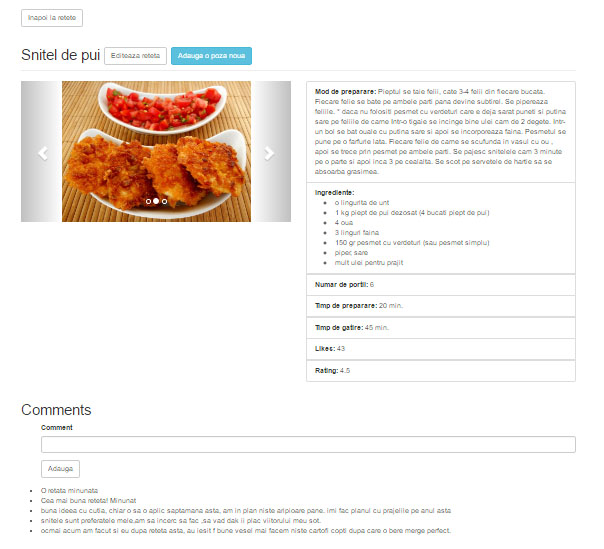 Inapoi la retete
Snitel de pui Editeaza reteta Adauga o poza noua
Mod de preparare: Pieptul se taie felii, cate 3-4 felii din fiecare bucata.
Fiecare felie se bate pe ambele parti pana devine subtirei. Se pipereaza
feliile. * daca nu folositi pesmet cu verdeturi care e deja sarat puneti si putina
sare pe feliile de carne Intr-o tigaie se incinge bine ulei cam de 2 degete. Intr-
un bol se bat ouale cu putina sare si apoi se incorporeaza faina. Pesmetul se
pune pe o farfurie lata. Fiecare felie de carne se scufunda in vasul cu ou ,
apoi se trece prin pesmet pe ambele parti. Se pajesc snitelele cam 3 minute
pe o parte si apoi inca 3 pe cealalta. Se scot pe servetele de hartie sa se
absoarba grasimea.
Ingrediente:
o lingurita de unt
1 kg piept de pui dezosat (4 bucati piept de pui)
4 oua
3 linguri faina
150 gr pesmet cu verdeturi (sau pesmet simplu)
piper, sare
mult ulei pentru prajit
Numar de portii: 6
Timp de preparare: 20 min.
Timp de gatire: 45 min.
Likes: 43
Rating: 4.5
Comments
Comment
Adauga
O retata minunata
Cea mai buna reteta! Minunat
buna ideea cu cutia, chiar o sa o aplic saptamana asta, am in plan niste aripioare pane. imi fac planul cu prajelile pe anul asta
snitele sunt preferatele mele,am sa incerc sa fac ,sa vad dak ii plac viitorului meu sot.
ocmai acum am facut si eu dupa reteta asta, au iesit f bune vesel mai facem niste cartofi copti dupa care o bere merge perfect.